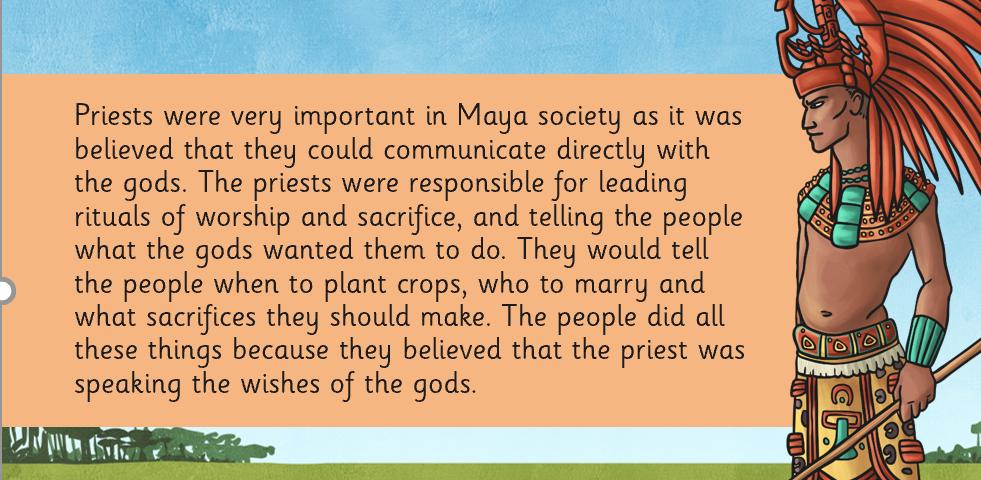 Priests were very important in Maya society as it was
believed that they could communicate directly with
the gods. The priests were responsible for leading
rituals of worship and sacrifice, and telling the people
what the gods wanted them to do. They would tell
the people when to plant crops, who to marry and
what sacrifices they should make. The people did all
these things because they believed that the priest was
speaking the wishes of the gods.